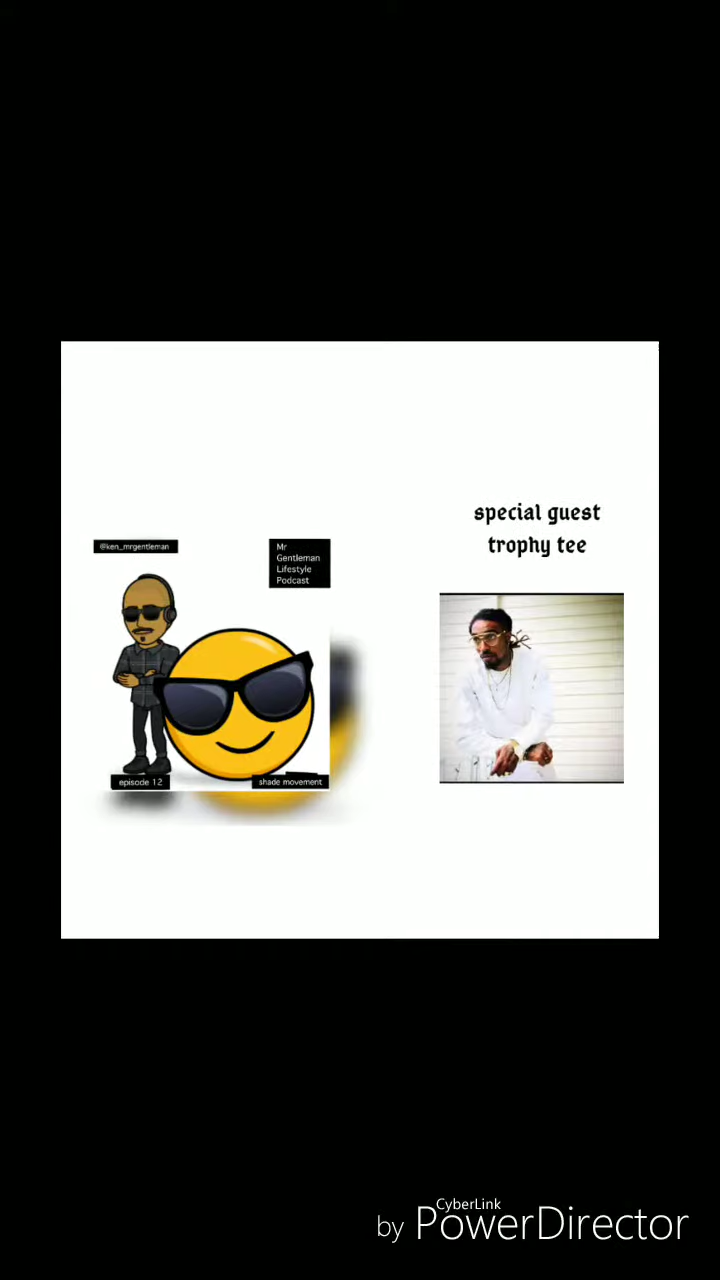 special guest
trophy tee
@ken_mrgentleman
Mr
Gentleman
Lifestyle
Podcast
episode 12
shade movement
CyberLink
by PowerDirector